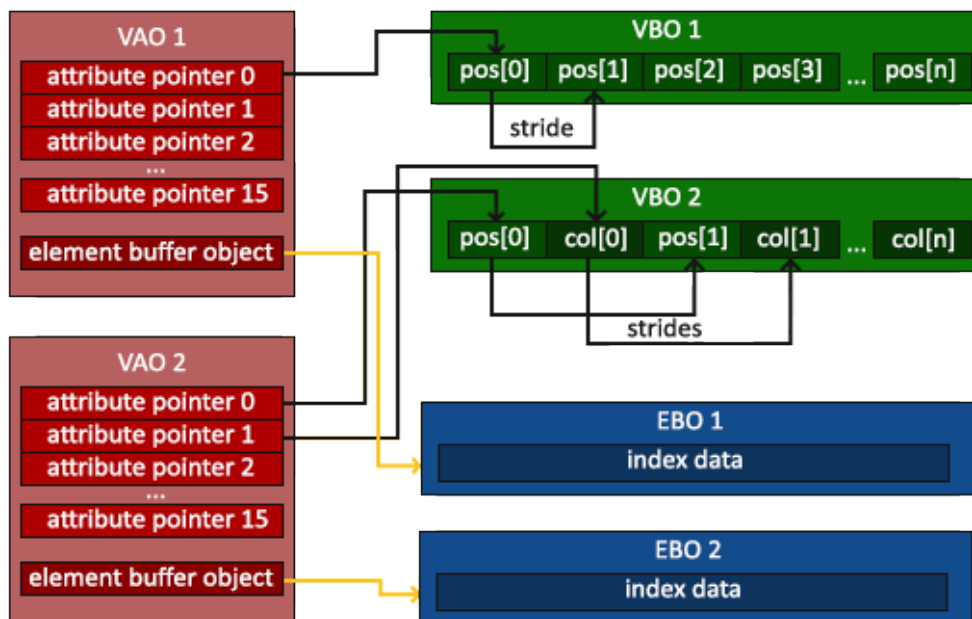 VAO 1
attribute pointer 0
attribute pointer 1
attribute pointer 2
...
attribute pointer 15
element buffer object
VAO 2
attribute pointer 0
attribute pointer 1
attribute pointer 2
...
attribute pointer 15
element buffer object
VBO 1
pos[0] pos[1] pos[2] pos[3] ... pos[n]
stride
VBO 2
pos[0] col[0] pos[1] col[1] ... col[n]
strides
EBO 1
index data
EBO 2
index data